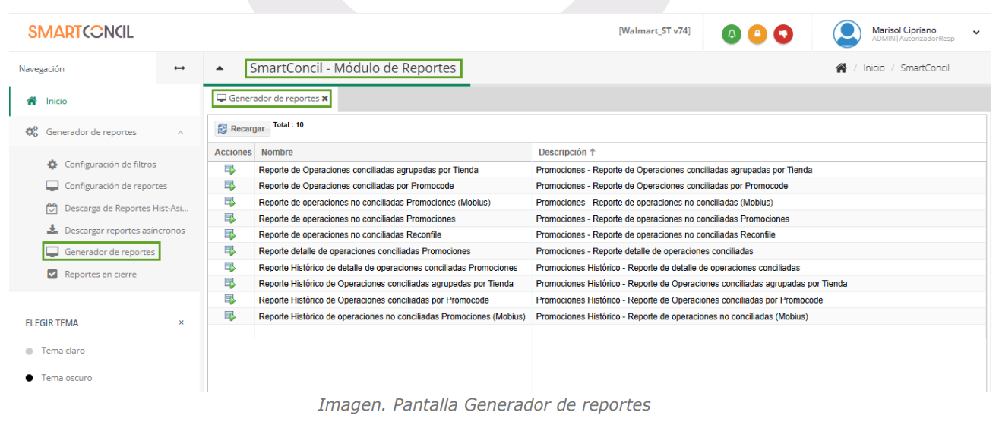 SMARTCONCIL
[Walmart_ST v74]
Marisol Cipriano
ADMIN|AutorizadorResp
Navegación
SmartConcil - Módulo de Reportes
/ Inicio / SmartConcil
Inicio
Generador de reportes
Configuración de filtros
Configuración de reportes
Descarga de Reportes Hist-Asi...
Descargar reportes asíncronos
Generador de reportes
Reportes en cierre
ELEGIR TEMA ×
Tema claro
Tema oscuro
Generador de reportes ✖
Recargar Total : 10
Acciones Nombre Descripción ↑
Reporte de Operaciones conciliadas agrupadas por Tienda Promociones - Reporte de Operaciones conciliadas agrupadas por Tienda
Reporte de Operaciones conciliadas por Promocode Promociones - Reporte de Operaciones conciliadas por Promocode
Reporte de operaciones no conciliadas Promociones (Mobius) Promociones - Reporte de operaciones no conciliadas (Mobius)
Reporte de operaciones no conciliadas Promociones Promociones - Reporte de operaciones no conciliadas Promociones
Reporte de operaciones no conciliadas Reconfile Promociones - Reporte de operaciones no conciliadas Reconfile
Reporte detalle de operaciones conciliadas Promociones Promociones - Reporte detalle de operaciones conciliadas
Reporte Histórico de detalle de operaciones conciliadas Promociones Promociones Histórico - Reporte de detalle de operaciones conciliadas
Reporte Histórico de Operaciones conciliadas agrupadas por Tienda Promociones Histórico - Reporte de Operaciones conciliadas agrupadas por Tienda
Reporte Histórico de Operaciones conciliadas por Promocode Promociones Histórico - Reporte de Operaciones conciliadas por Promocode
Reporte Histórico de operaciones no conciliadas Promociones (Mobius) Promociones Histórico - Reporte de operaciones no conciliadas (Mobius)
Imagen. Pantalla Generador de reportes